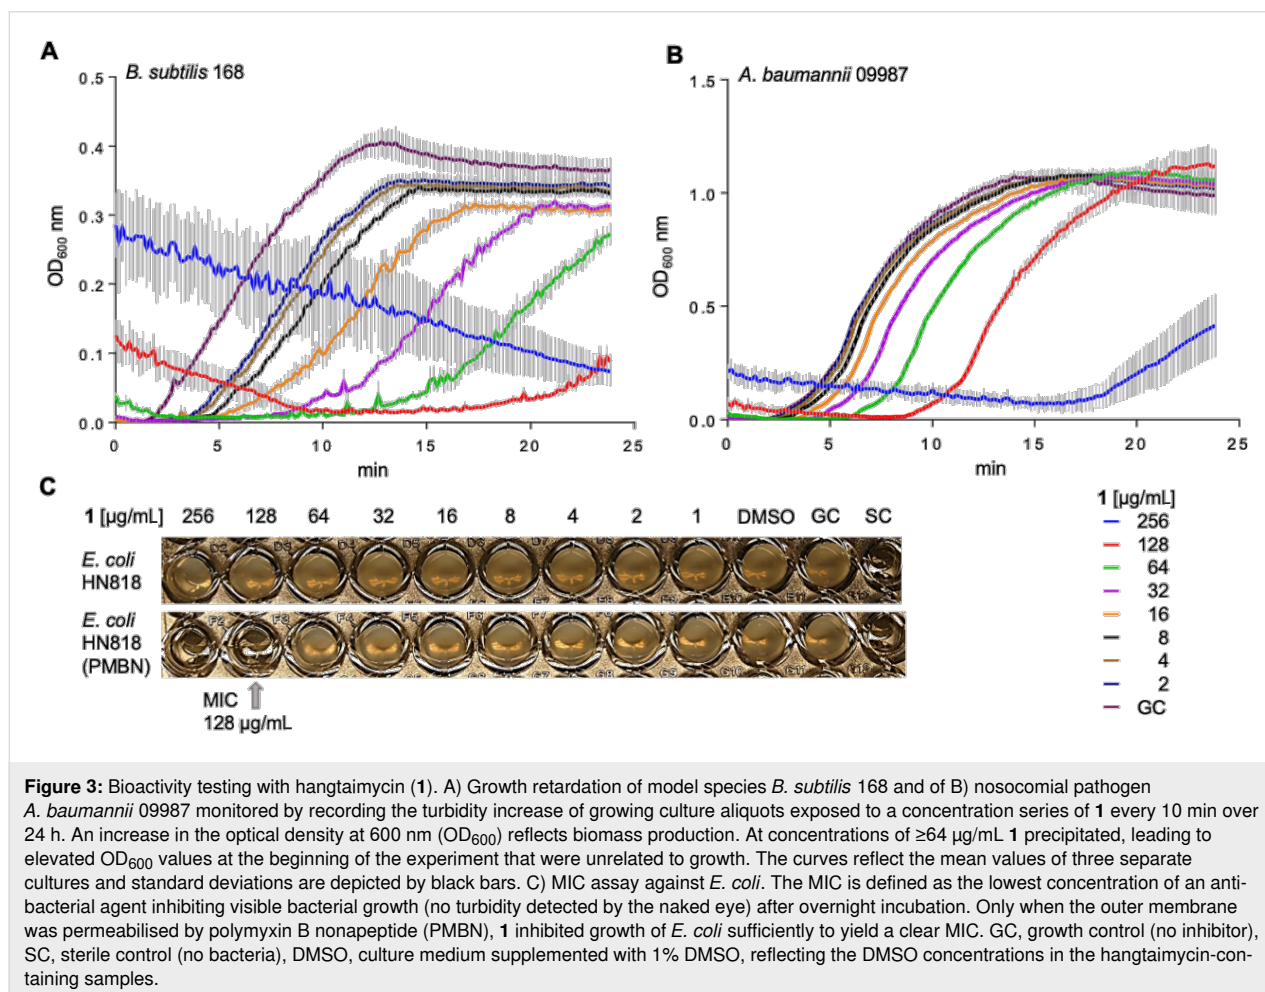 A
B. subtilis 168
0.5
0.4
0.3
0.2
0.1
0.0
OD600 nm
0 5 10 15 20 25
min
B
A. baumannii 09987
1.5
1.0
0.5
0.0
OD600 nm
0 5 10 15 20 25
min
C
1 [µg/mL] 256 128 64 32 16 8 4 2 1 DMSO GC SC
E. coli
HN818
E. coli
HN818
(PMBN)
MIC
128 µg/mL
1 [µg/mL]
256
128
64
32
16
8
4
2
GC
Figure 3: Bioactivity testing with hangtaimycin (1). A) Growth retardation of model species B. subtilis 168 and of B) nosocomial pathogen
A. baumannii 09987 monitored by recording the turbidity increase of growing culture aliquots exposed to a concentration series of 1 every 10 min over
24 h. An increase in the optical density at 600 nm (OD600) reflects biomass production. At concentrations of ≥64 µg/mL 1 precipitated, leading to
elevated OD600 values at the beginning of the experiment that were unrelated to growth. The curves reflect the mean values of three separate
cultures and standard deviations are depicted by black bars. C) MIC assay against E. coli. The MIC is defined as the lowest concentration of an anti-
bacterial agent inhibiting visible bacterial growth (no turbidity detected by the naked eye) after overnight incubation. Only when the outer membrane
was permeabilised by polymyxin B nonapeptide (PMBN), 1 inhibited growth of E. coli sufficiently to yield a clear MIC. GC, growth control (no inhibitor),
SC, sterile control (no bacteria), DMSO, culture medium supplemented with 1% DMSO, reflecting the DMSO concentrations in the hangtaimycin-con-
taining samples.